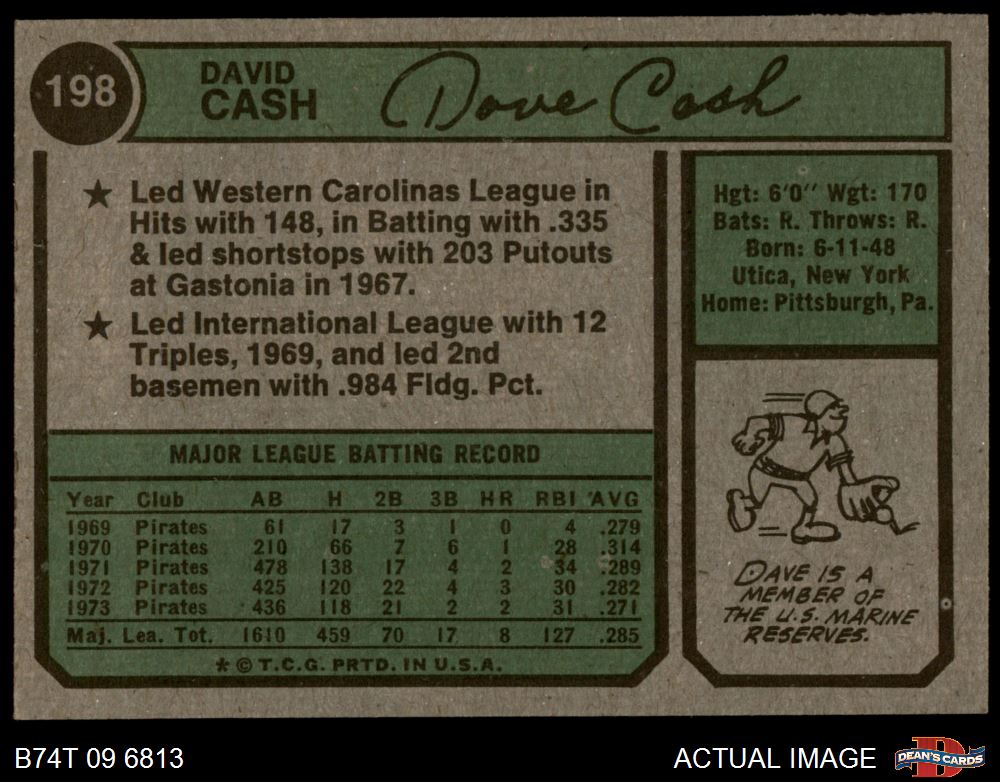 198
DAVID
CASH
Dave Cash
★ Led Western Carolinas League in
Hits with 148, in Batting with .335
& led shortstops with 203 Putouts
at Gastonia in 1967.
★ Led International League with 12
Triples, 1969, and led 2nd
basemen with .984 Fldg. Pct.
Hgt: 6'0" Wgt: 170
Bats: R. Throws: R.
Born: 6-11-48
Utica, New York
Home: Pittsburgh, Pa.
MAJOR LEAGUE BATTING RECORD
Year Club AB H 2B 3B HR RBI AVG
1969 Pirates 61 17 3 1 0 4 .279
1970 Pirates 210 66 7 6 1 28 .314
1971 Pirates 478 138 17 4 2 34 .289
1972 Pirates 425 120 22 4 3 30 .282
1973 Pirates 436 118 21 2 2 31 .271
Maj. Lea. Tot. 1610 459 70 17 8 127 .285
* © T.C.G. PRTD. IN U.S.A.
DAVE IS A
MEMBER OF
THE U.S. MARINE
RESERVES.
B74T 09 6813
ACTUAL IMAGE
D
DEAN'S CARDS